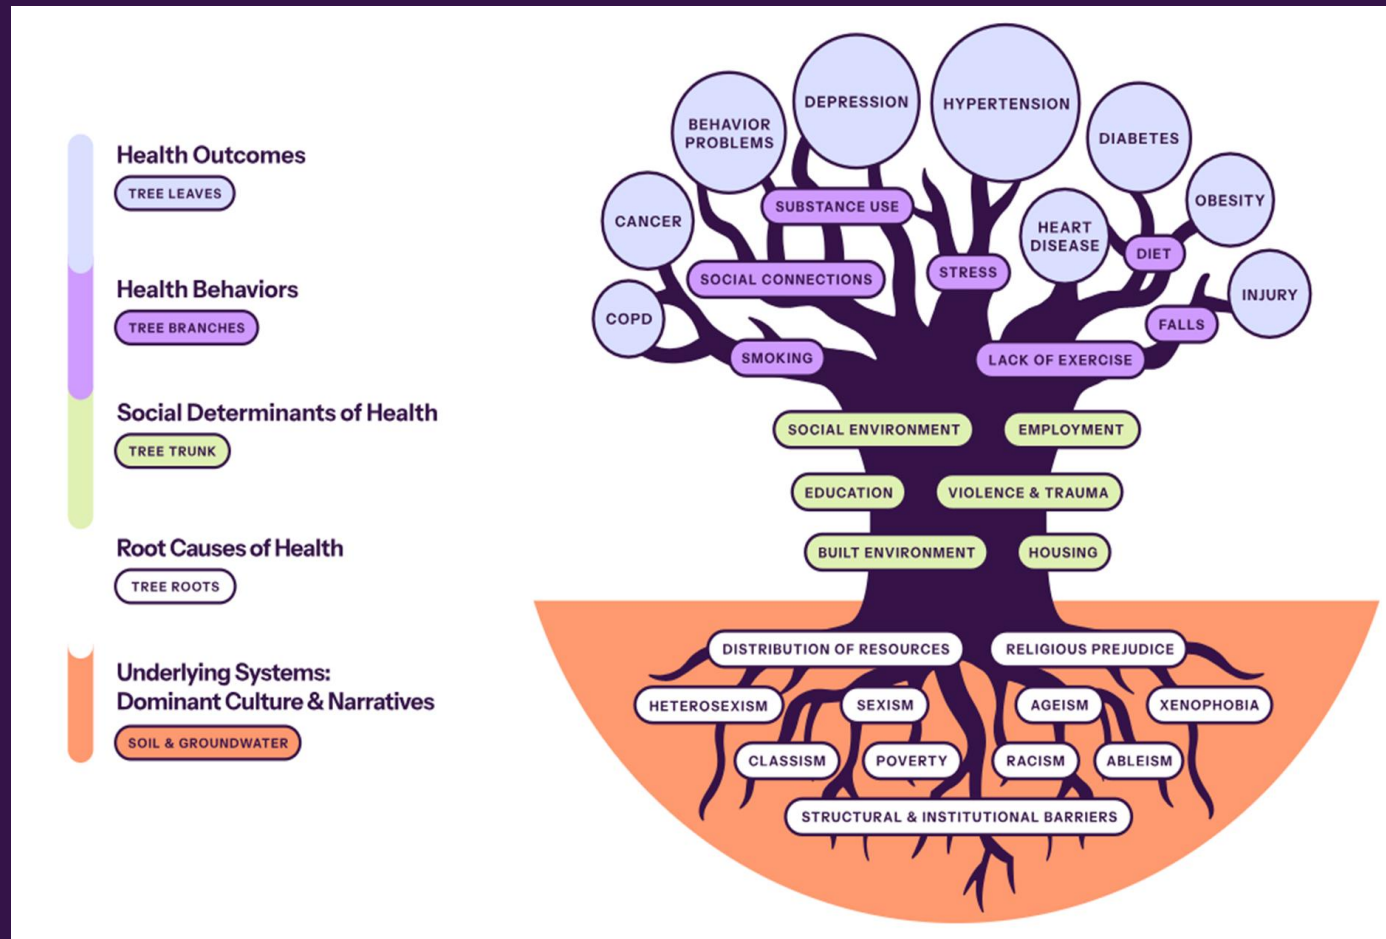 Health Outcomes
TREE LEAVES
Health Behaviors
TREE BRANCHES
Social Determinants of Health
TREE TRUNK
Root Causes of Health
TREE ROOTS
Underlying Systems:
Dominant Culture & Narratives
SOIL & GROUNDWATER
HYPERTENSION
DEPRESSION
BEHAVIOR
PROBLEMS
DIABETES
OBESITY
CANCER
HEART
DISEASE
INJURY
COPD
SUBSTANCE USE
SOCIAL CONNECTIONS
STRESS
DIET
FALLS
SMOKING
LACK OF EXERCISE
SOCIAL ENVIRONMENT
EMPLOYMENT
EDUCATION
VIOLENCE & TRAUMA
BUILT ENVIRONMENT
HOUSING
DISTRIBUTION OF RESOURCES
RELIGIOUS PREJUDICE
HETEROSEXISM
SEXISM
AGEISM
XENOPHOBIA
CLASSISM
POVERTY
RACISM
ABLEISM
STRUCTURAL & INSTITUTIONAL BARRIERS